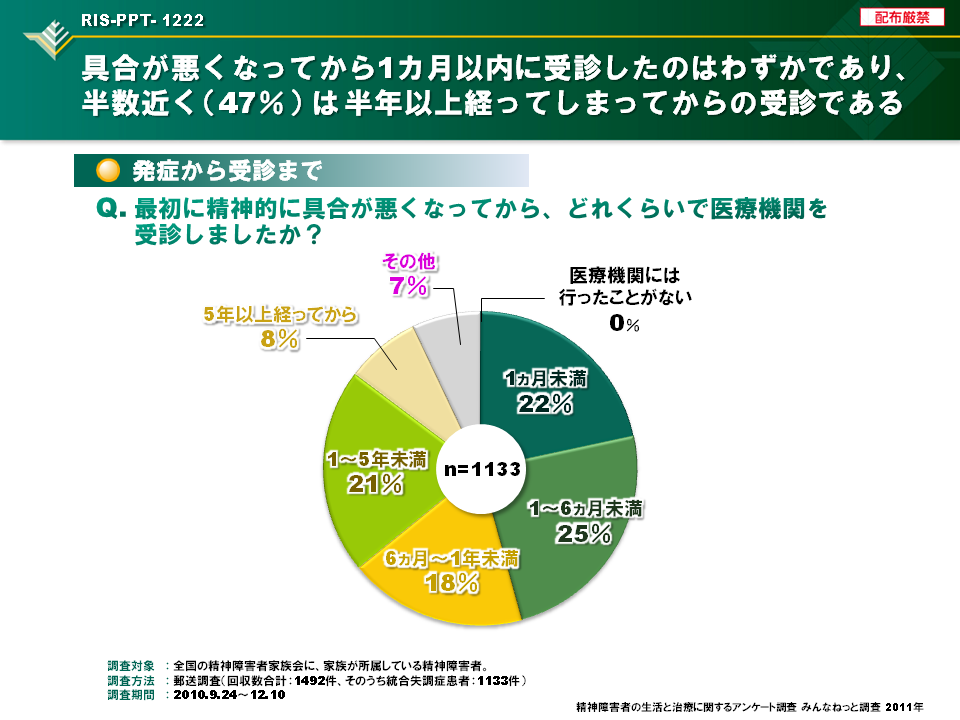 RIS-PPT- 1222
配布厳禁
具合が悪くなってから1カ月以内に受診したのはわずかであり、
半数近く（47％）は半年以上経ってしまってからの受診である
発症から受診まで
Q. 最初に精神的に具合が悪くなってから、どれくらいで医療機関を
受診しましたか？
その他
7％
医療機関には
行ったことがない
0％
5年以上経ってから
8％
1ヵ月未満
22％
1～5年未満
21％
n=1133
1～6ヵ月未満
25％
6ヵ月～1年未満
18％
調査対象 ：全国の精神障害者家族会に、家族が所属している精神障害者。
調査方法 ：郵送調査（回収数合計：1492件、そのうち統合失調症患者：1133件）
調査期間 ：2010.9.24～12.10
精神障害者の生活と治療に関するアンケート調査 みんなねっと調査 2011年